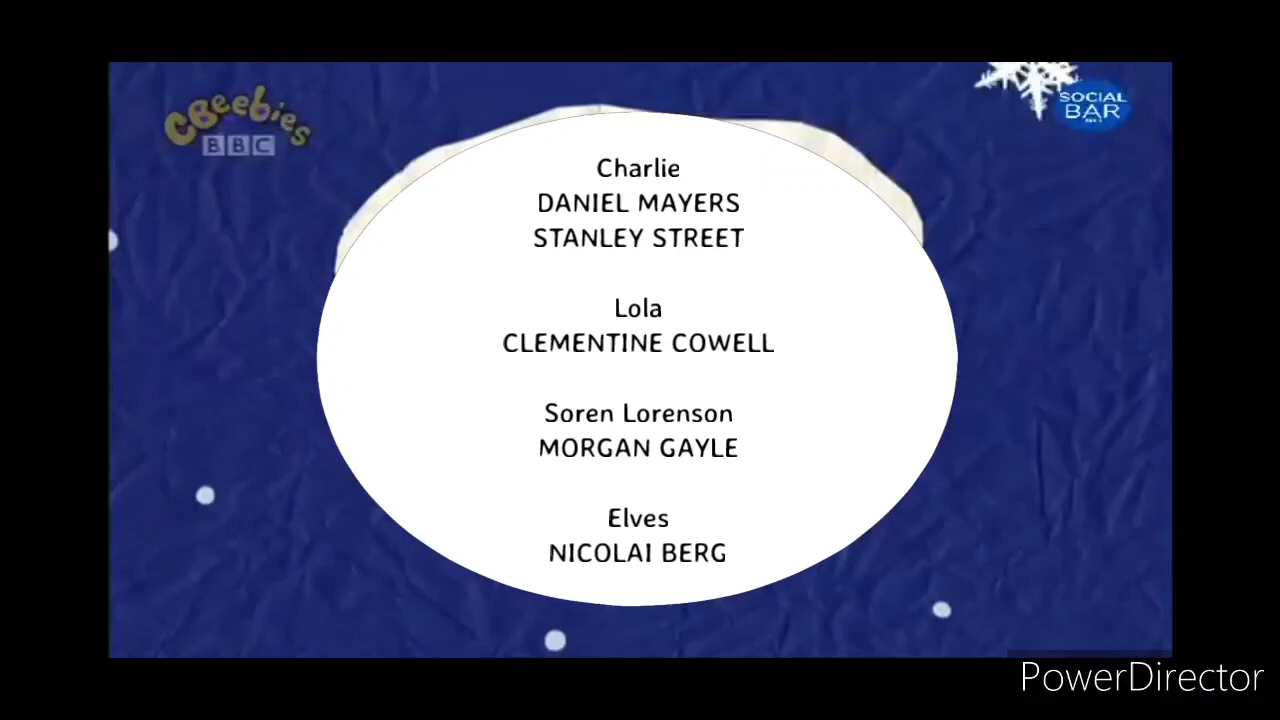 CBeebies
BBC
SOCIAL
BAR
Charlie
DANIEL MAYERS
STANLEY STREET
Lola
CLEMENTINE COWELL
Soren Lorenson
MORGAN GAYLE
Elves
NICOLAI BERG
PowerDirector